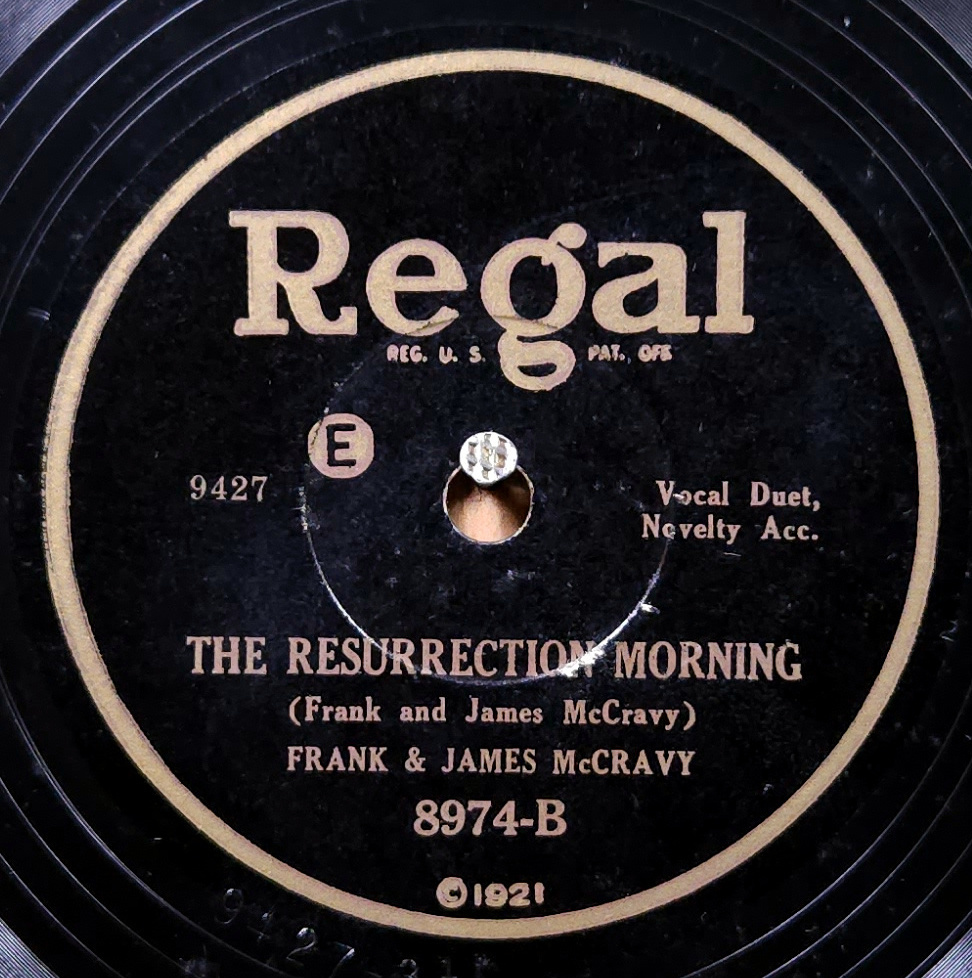 Regal
REG. U. S. PAT., OFF.
E
9427
Vocal Duet,
Novelty Acc.
THE RESURRECTION MORNING
(Frank and James McCravy)
FRANK & JAMES McCRAVY
8974-B
©1921
9427